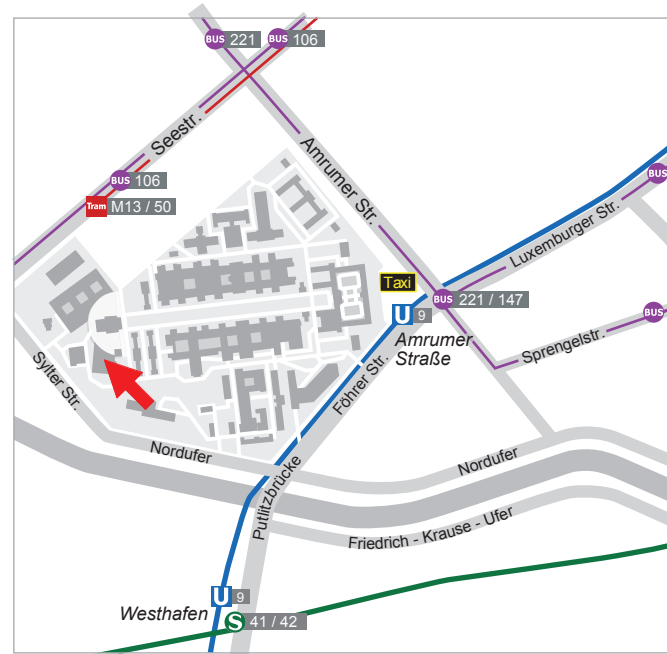 BUS 221
BUS 106
Seestr.
Amrumer Str.
BUS 106
Tram M13 / 50
BUS
Luxemburger Str.
Taxi
BUS 221 / 147
U 9
Amrumer
Straße
BUS
Sprengelstr.
Föhrer Str.
Sylter Str.
Nordufer
Nordufer
Putlitzbrücke
Friedrich - Krause - Ufer
U 9
Westhafen
S 41 / 42